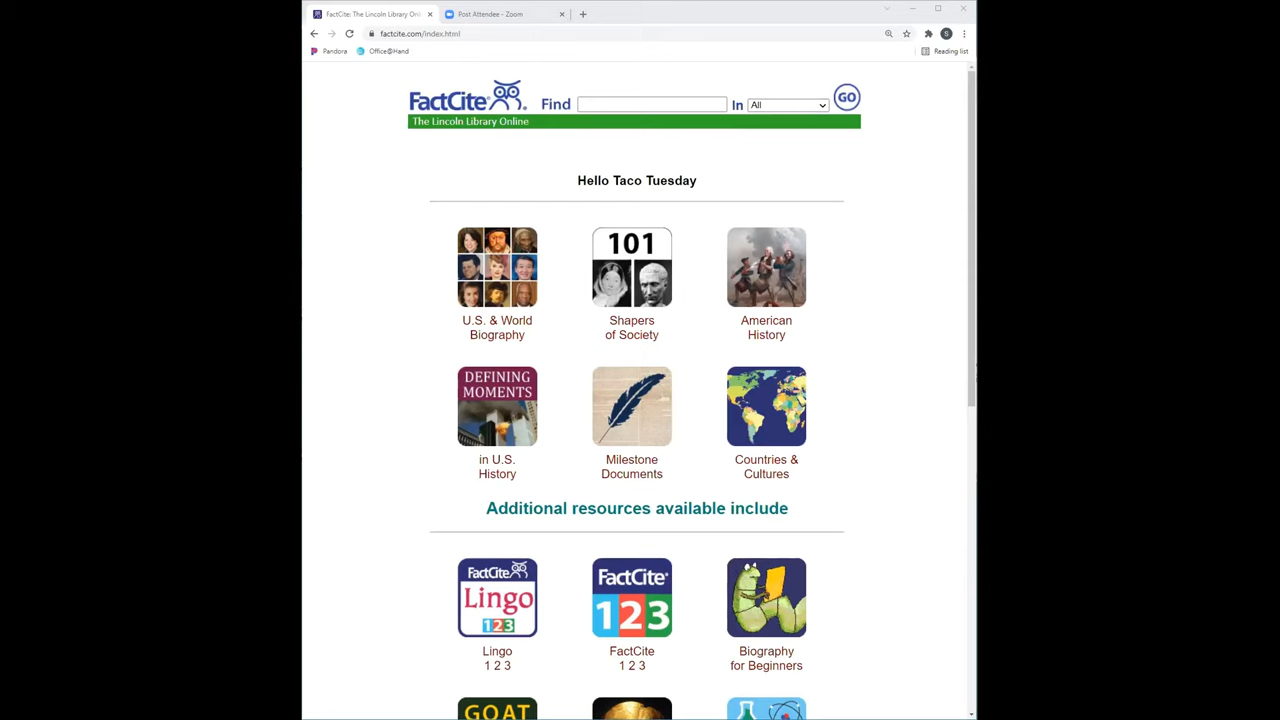 FactCite: The Lincoln Library Onl
Post Attendee - Zoom
factcite.com/index.html
S
Pandora
Office@Hand
Reading list
FactCite
Find
In
All
GO
The Lincoln Library Online
Hello Taco Tuesday
101
U.S. & World
Biography
Shapers
of Society
American
History
DEFINING
MOMENTS
in U.S.
History
Milestone
Documents
Countries &
Cultures
Additional resources available include
FactCite
Lingo
123
FactCite®
123
Lingo
1 2 3
FactCite
1 2 3
Biography
for Beginners
GOAT